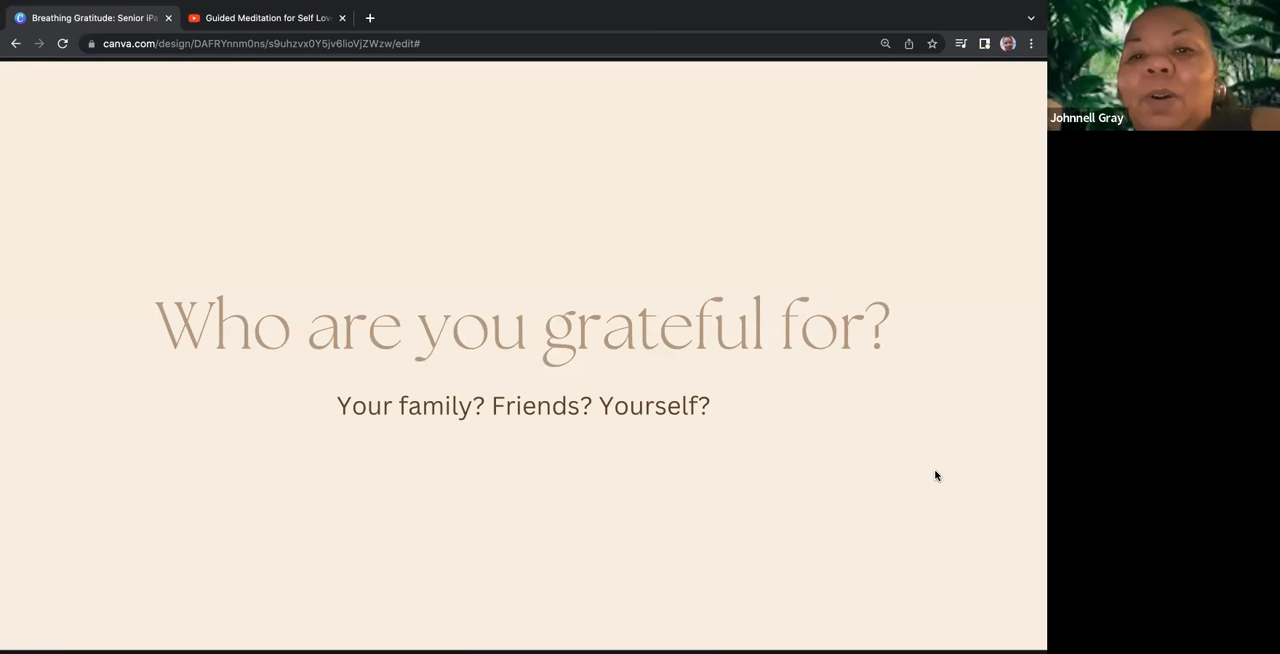 Breathing Gratitude: Senior iPa
Guided Meditation for Self Lov
canva.com/design/DAFRYnnm0ns/s9uhzvx0Y5jv6lioVjZWzw/edit#
Johnnell Gray
Who are you grateful for?
Your family? Friends? Yourself?